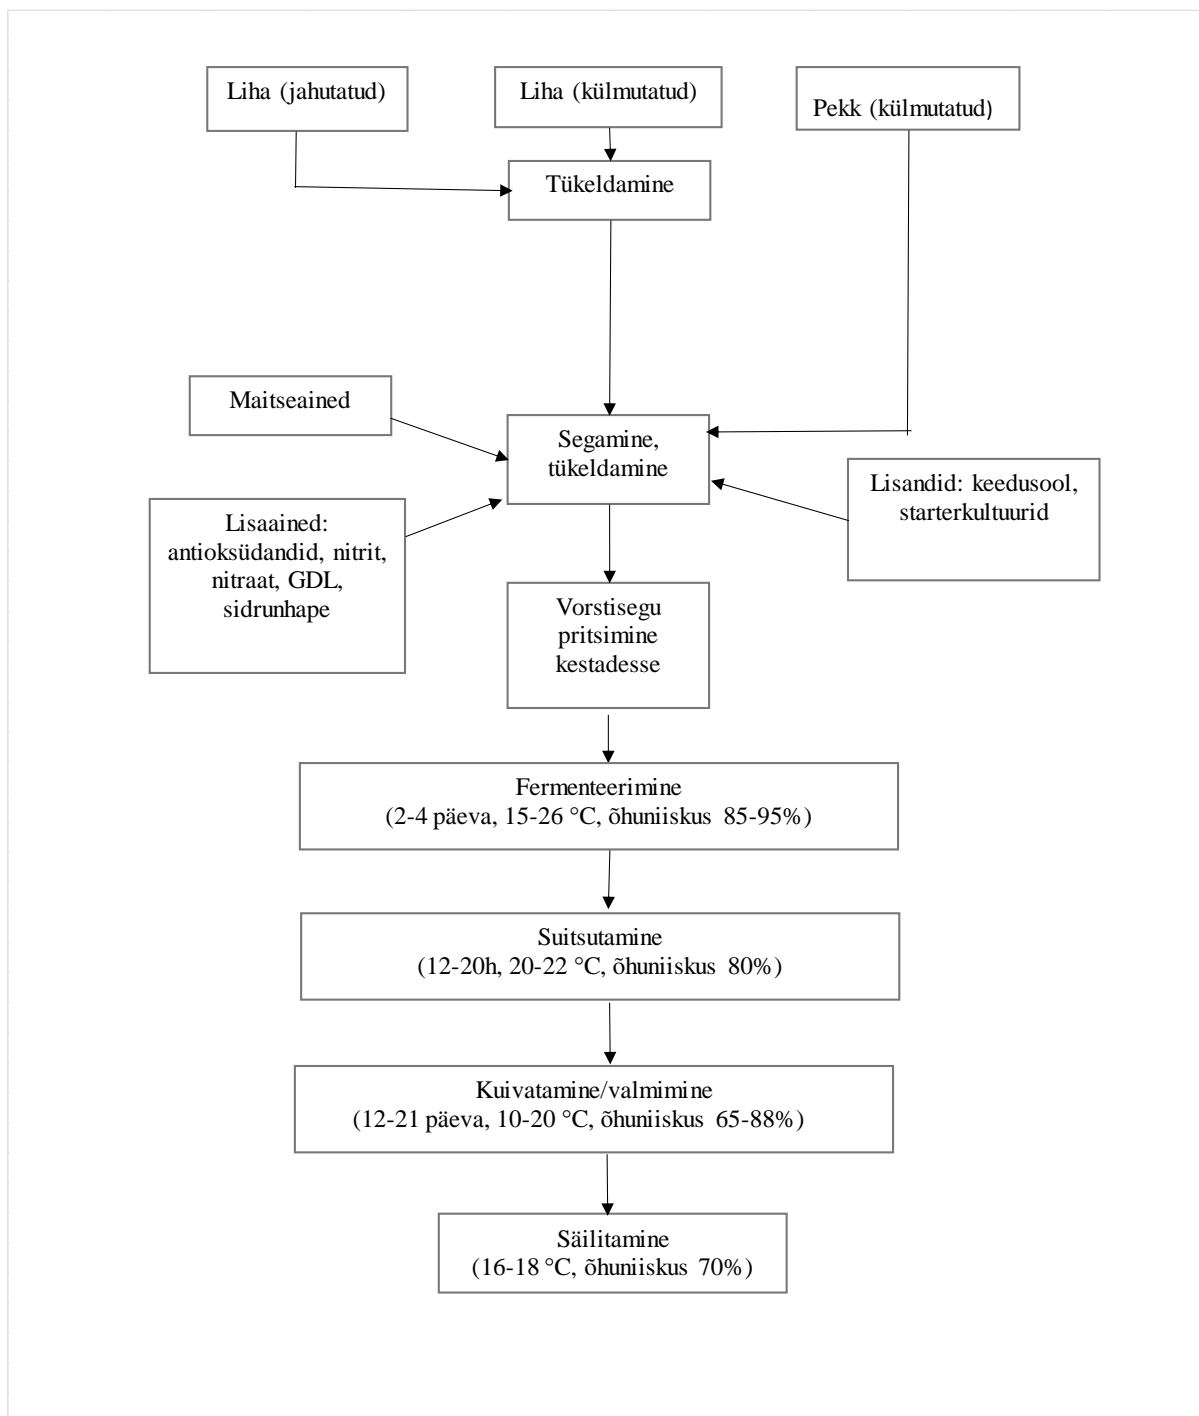 Liha (jahutatud)
Liha (külmutatud)
Pekk (külmutatud)
Tükeldamine
Maitseained
Segamine,
tükeldamine
Lisandid: keedusool,
starterkultuurid
Lisaained:
antioksüdandid, nitrit,
nitraat, GDL,
sidrunhape
Vorstisegu
pritsimine
kestadesse
Fermenteerimine
(2-4 päeva, 15-26 °C, õhuniiskus 85-95%)
Suitsutamine
(12-20h, 20-22 °C, õhuniiskus 80%)
Kuivatamine/valmimine
(12-21 päeva, 10-20 °C, õhuniiskus 65-88%)
Säilitamine
(16-18 °C, õhuniiskus 70%)